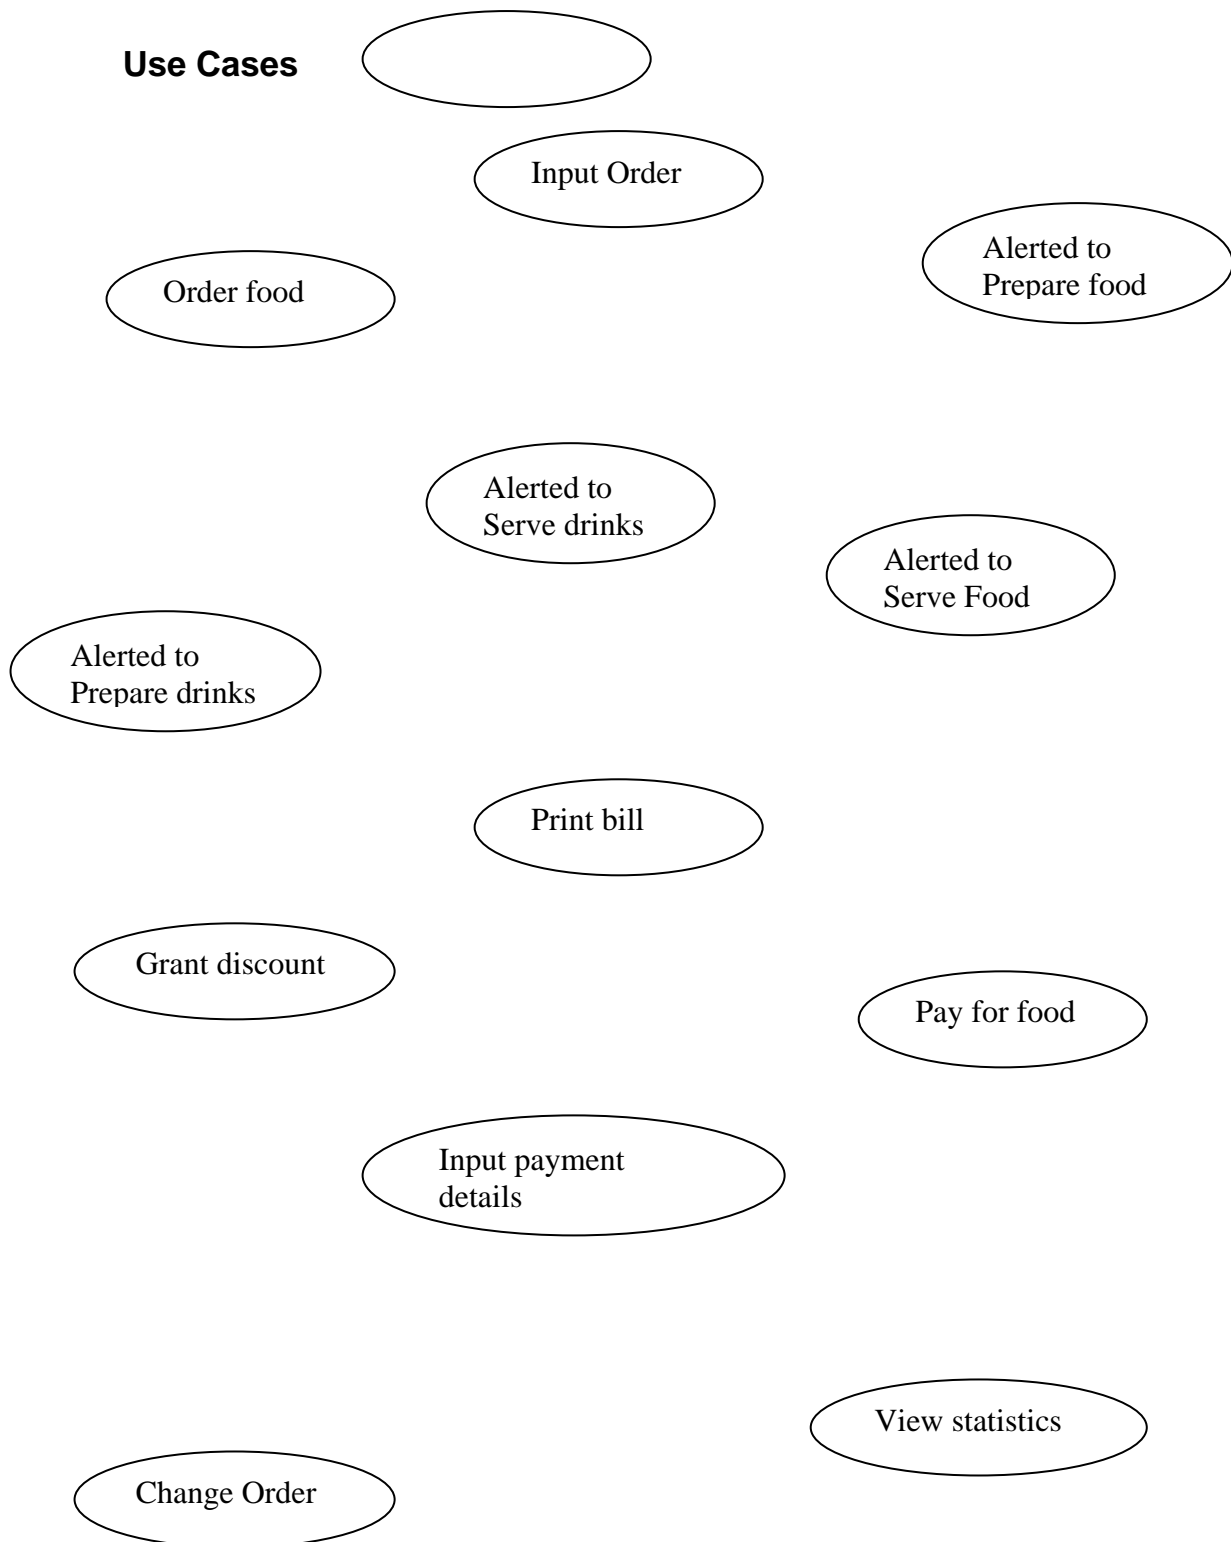 Use Cases
Input Order
Alerted to
Prepare food
Order food
Alerted to
Serve drinks
Alerted to
Serve Food
Alerted to
Prepare drinks
Print bill
Grant discount
Pay for food
Input payment
details
View statistics
Change Order